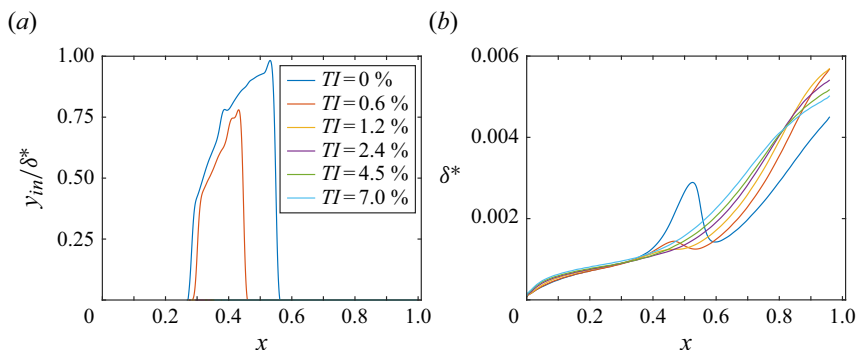 (a)
(b)
1.00
0.75
0.50
0.25
y_in/δ*
0
0.2
0.4
0.6
0.8
1.0
x
TI = 0 %
TI = 0.6 %
TI = 1.2 %
TI = 2.4 %
TI = 4.5 %
TI = 7.0 %
0.006
0.004
0.002
δ*
0
0.2
0.4
0.6
0.8
1.0
x